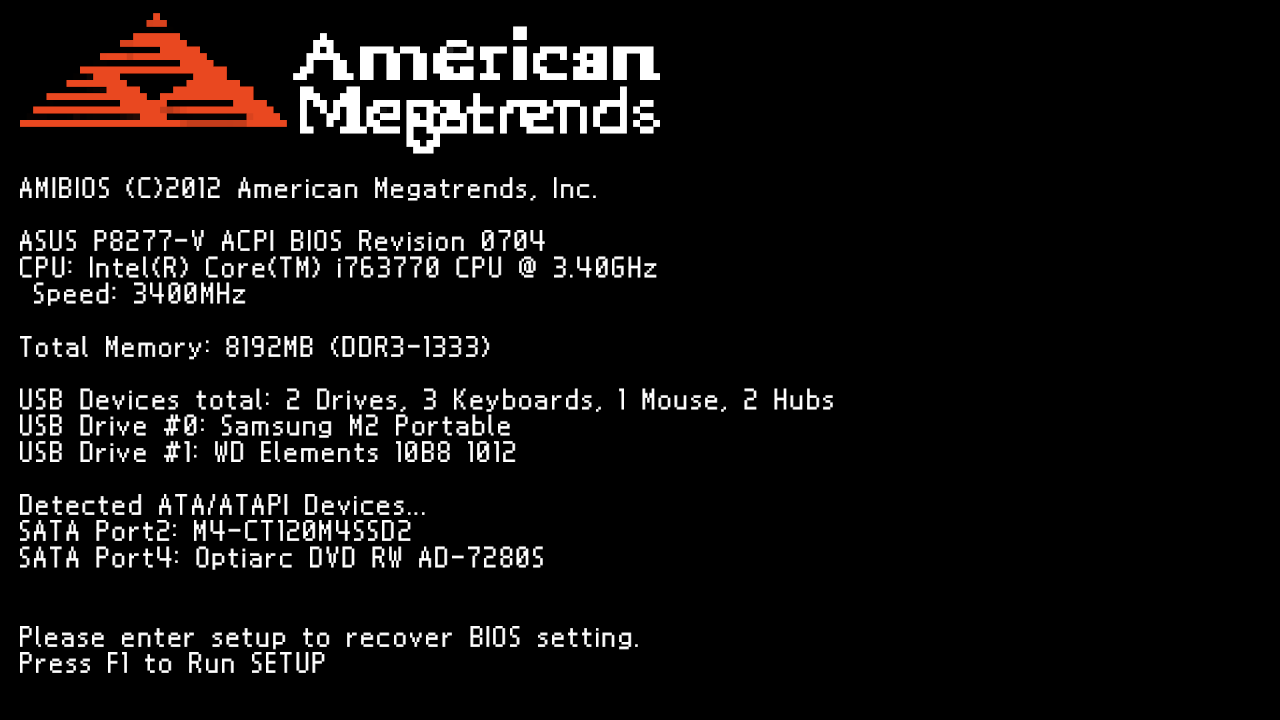 American
Megatrends
AMIBIOS (C)2012 American Megatrends, Inc.
ASUS P8277-V ACPI BIOS Revision 0704
CPU: Intel(R) Core(TM) i763770 CPU @ 3.40GHz
Speed: 3400MHz
Total Memory: 8192MB (DDR3-1333)
USB Devices total: 2 Drives, 3 Keyboards, 1 Mouse, 2 Hubs
USB Drive #0: Samsung M2 Portable
USB Drive #1: WD Elements 10B8 1012
Detected ATA/ATAPI Devices...
SATA Port2: M4-CT120M4SSD2
SATA Port4: Optiarc DVD RW AD-7280S
Please enter setup to recover BIOS setting.
Press F1 to Run SETUP